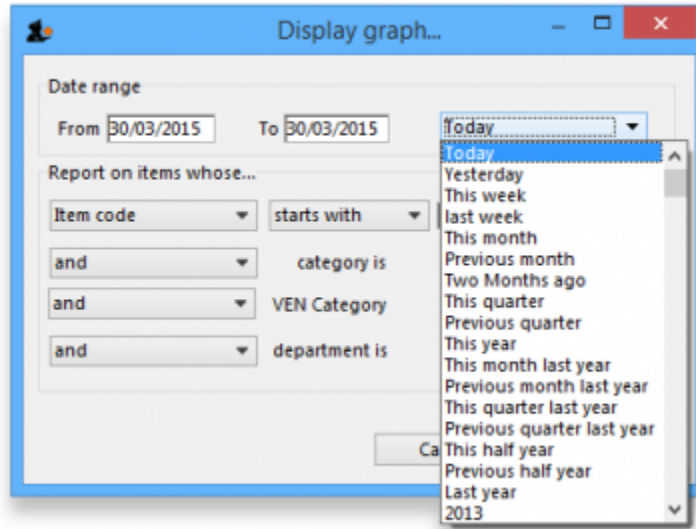 Display graph...
Date range
From 30/03/2015 To 30/03/2015 Today
Report on items whose...
Item code starts with
and category is
and VEN Category
and department is
Today
Yesterday
This week
last week
This month
Previous month
Two Months ago
This quarter
Previous quarter
This year
This month last year
Previous month last year
This quarter last year
Previous quarter last year
This half year
Previous half year
Last year
2013